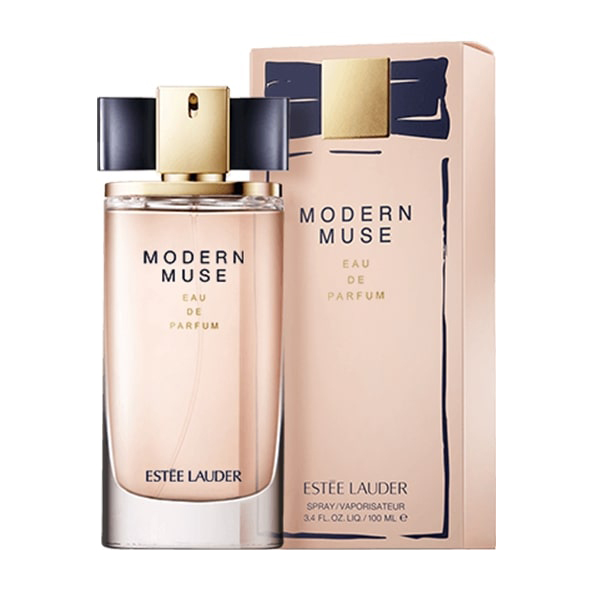 MODERN
MUSE
EAU
DE
PARFUM
ESTĒE LAUDER
MODERN
MUSE
EAU
DE
PARFUM
ESTĒE LAUDER
SPRAY/VAPORISATEUR
3.4 FL.OZ.LIQ./100 ML ℮